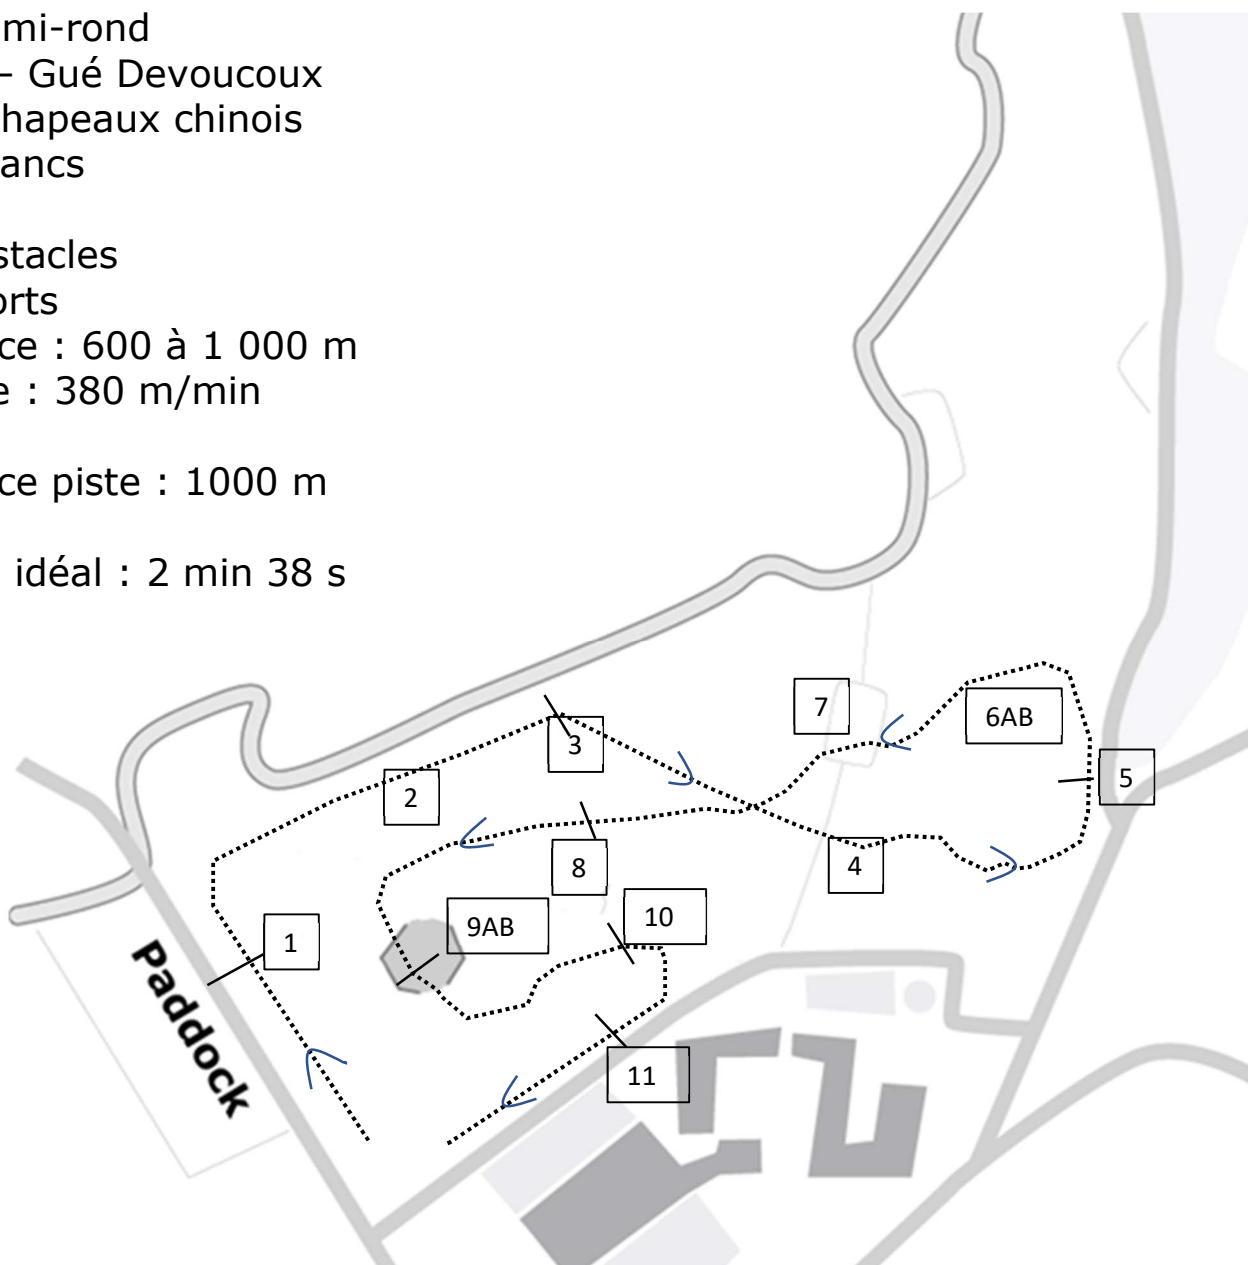 mi-rond
– Gué Devoucoux
hapeaux chinois
ancs
stacles
orts
ce : 600 à 1 000 m
e : 380 m/min
ce piste : 1000 m
idéal : 2 min 38 s
7
6AB
3
5
2
4
8
10
9AB
1
Paddock
11